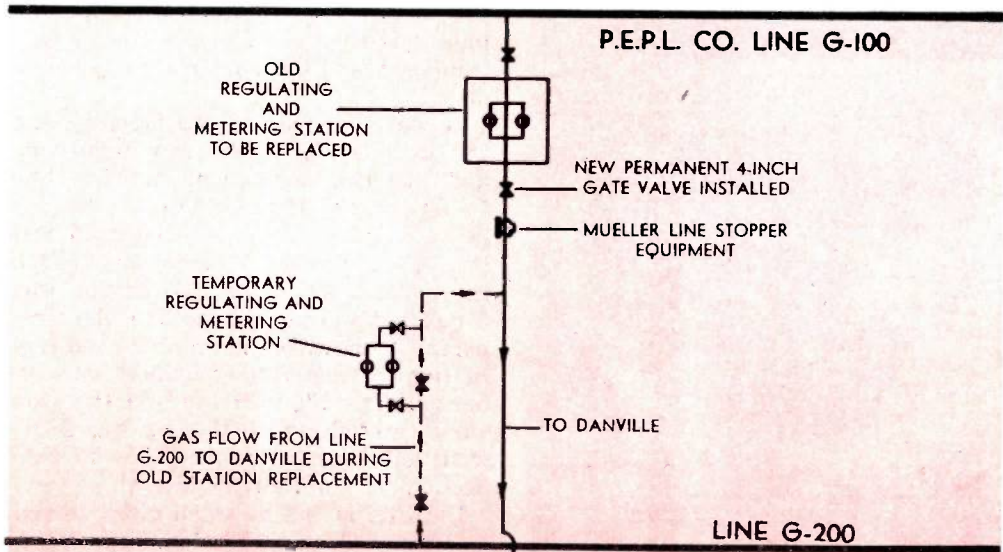 P.E.P.L. CO. LINE G-100
OLD
REGULATING
AND
METERING STATION
TO BE REPLACED
NEW PERMANENT 4-INCH
GATE VALVE INSTALLED
MUELLER LINE STOPPER
EQUIPMENT
TEMPORARY
REGULATING AND
METERING
STATION
TO DANVILLE
GAS FLOW FROM LINE
G-200 TO DANVILLE DURING
OLD STATION REPLACEMENT
LINE G-200